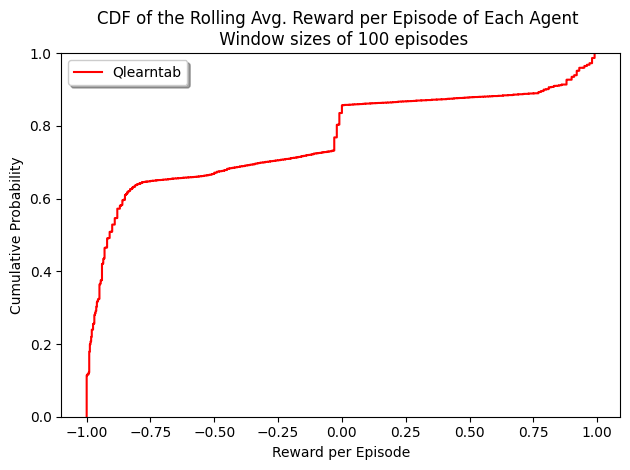 CDF of the Rolling Avg. Reward per Episode of Each Agent
Window sizes of 100 episodes
Qlearntab
Cumulative Probability
1.0
0.8
0.6
0.4
0.2
0.0
−1.00 −0.75 −0.50 −0.25 0.00 0.25 0.50 0.75 1.00
Reward per Episode